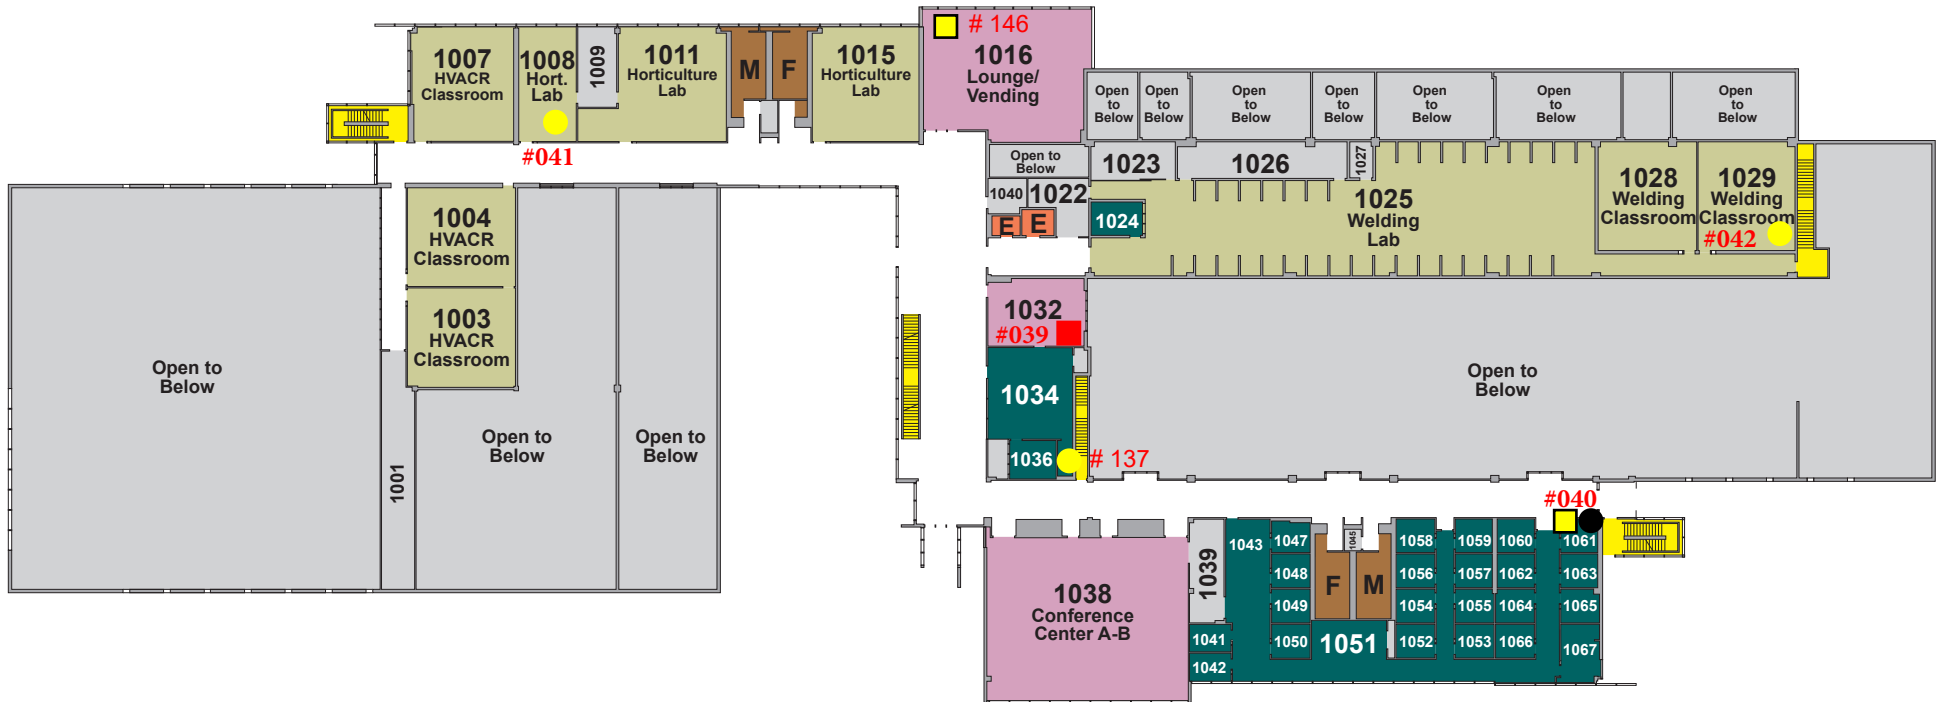 # 146
1007
HVACR
Classroom
1008
Hort.
Lab
1009
1011
Horticulture
Lab
M
F
1015
Horticulture
Lab
1016
Lounge/
Vending
#041
Open
to
Below
Open
to
Below
Open
to
Below
Open
to
Below
Open
to
Below
Open
to
Below
Open
to
Below
Open to
Below
1023
1026
1027
1040
1022
E
E
1024
1025
Welding
Lab
1028
Welding
Classroom
1029
Welding
Classroom
#042
1004
HVACR
Classroom
1003
HVACR
Classroom
1032
#039
Open to
Below
Open to
Below
Open to
Below
1001
1034
1036
# 137
Open to
Below
#040
1038
Conference
Center A-B
1039
1043
1047
1048
1049
1050
1041
1042
1045
F
M
1051
1058
1056
1054
1052
1059
1057
1055
1053
1060
1062
1064
1066
1061
1063
1065
1067